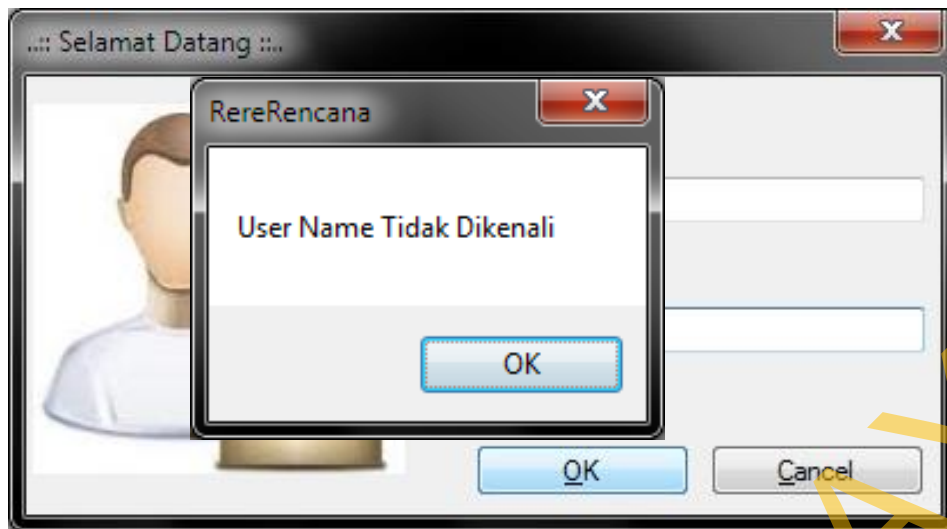 ..:: Selamat Datang ::..
RereRencana
User Name Tidak Dikenali
OK
OK Cancel